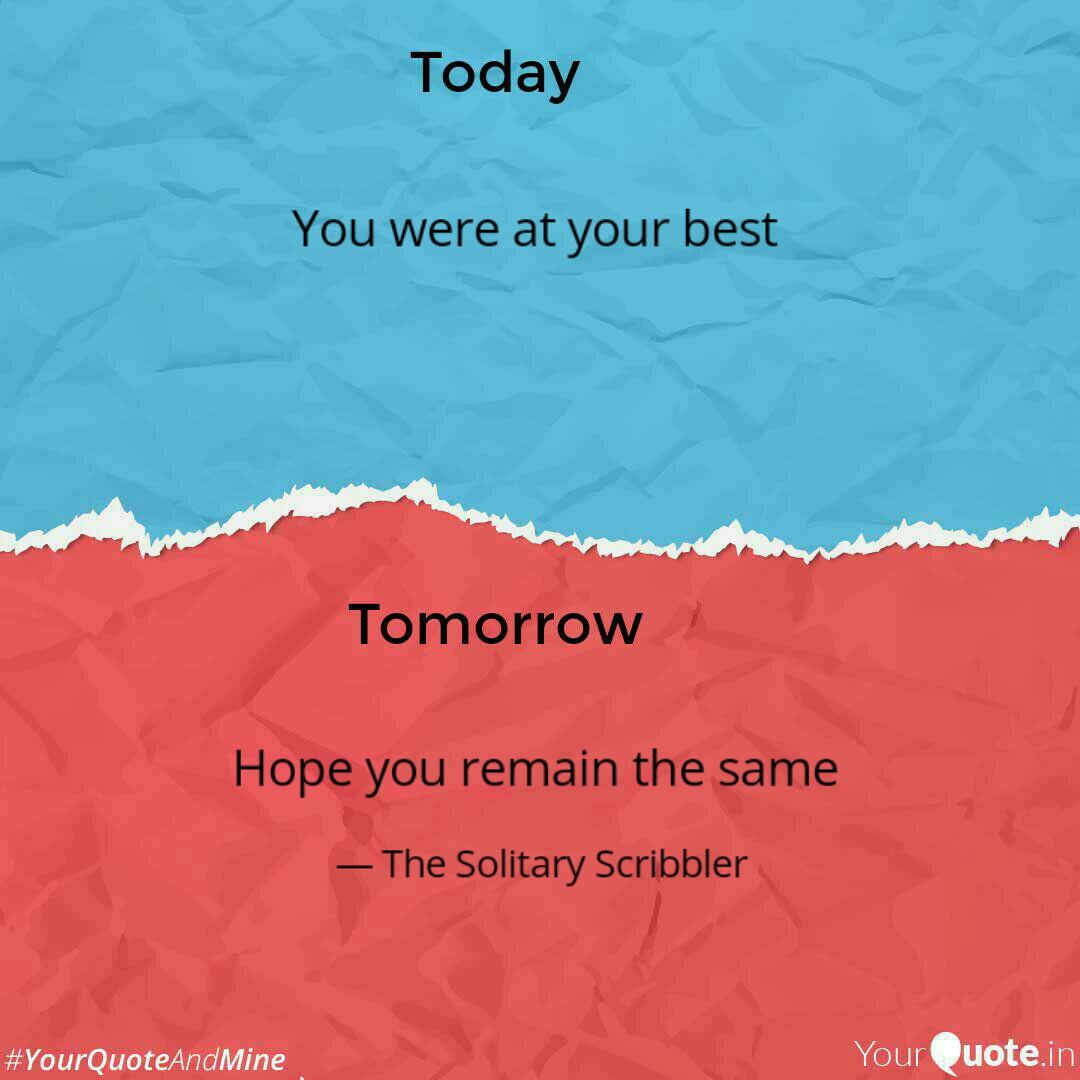 Today
You were at your best
Tomorrow
Hope you remain the same
— The Solitary Scribbler
#YourQuoteAndMine
YourQuote.in